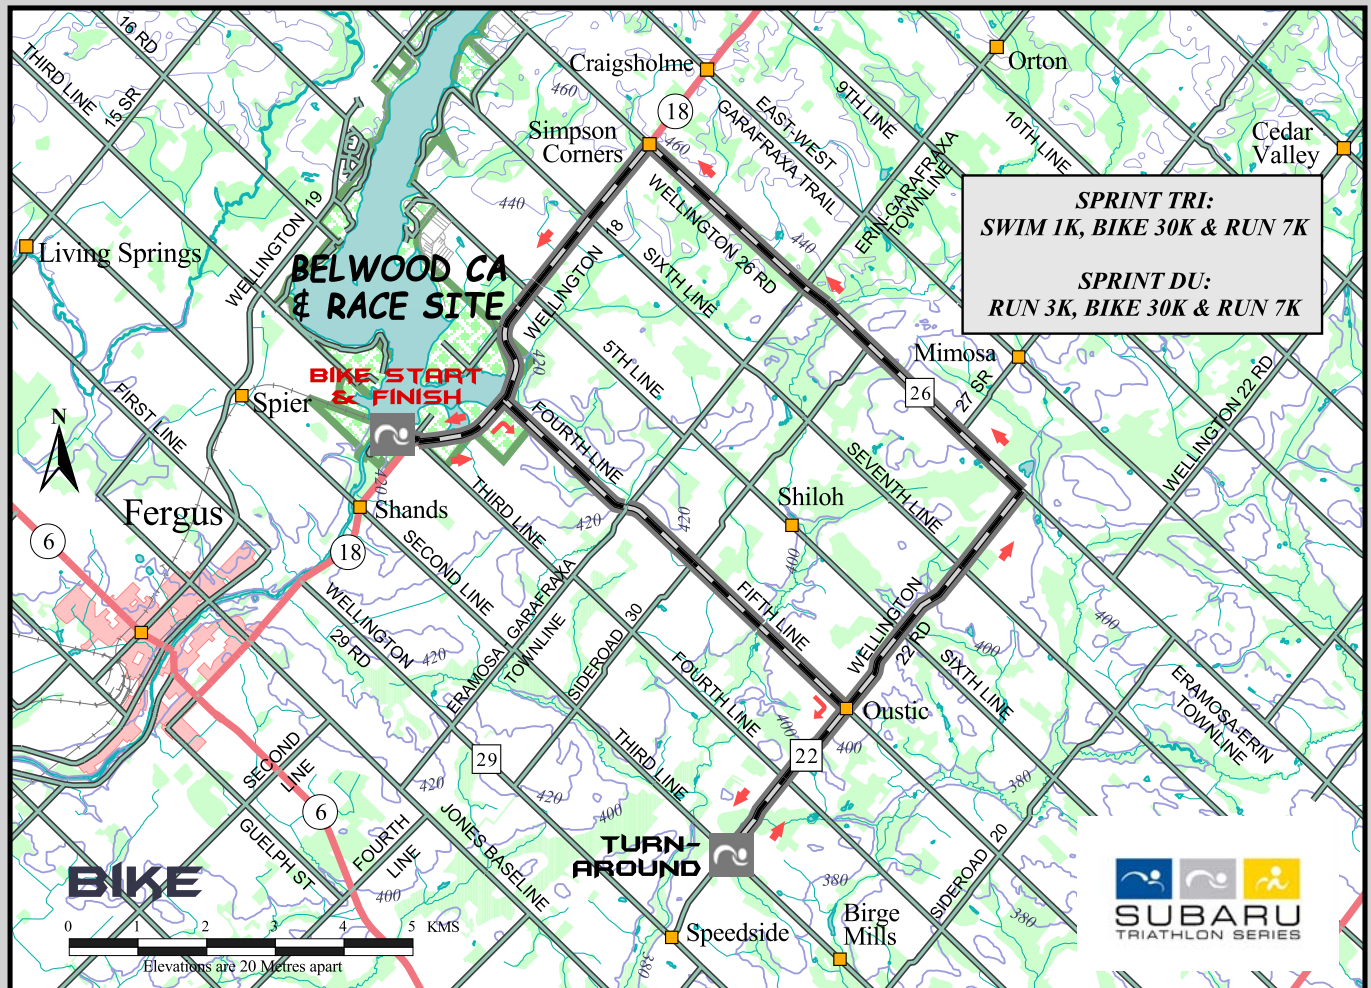 16 RD
THIRD LINE
15 SR
Craigsholme
18
Orton
460
Simpson
Corners
460
EAST-WEST
GARAFRAXA TRAIL
9TH LINE
10TH LINE
ERIN-GARAFRAXA
TOWNLINE
Cedar
Valley
SPRINT TRI:
SWIM 1K, BIKE 30K & RUN 7K
SPRINT DU:
RUN 3K, BIKE 30K & RUN 7K
440
WELLINGTON 26 RD
440
WELLINGTON 19
Living Springs
BELWOOD CA
& RACE SITE
WELLINGTON 18
SIXTH LINE
5TH LINE
420
Mimosa
26
27 SR
WELLINGTON 22 RD
BIKE START
& FINISH
Spier
FIRST LINE
N
FOURTH LINE
SEVENTH LINE
Shiloh
Fergus
Shands
420
THIRD LINE
420
420
400
6
18
SECOND LINE
WELLINGTON
29 RD
420
ERAMOSA GARAFRAXA
TOWNLINE
SIDEROAD 30
FIFTH LINE
WELLINGTON
22 RD
SIXTH LINE
400
400
ERAMOSA-ERIN
TOWNLINE
FOURTH LINE
400
Oustic
400
22
THIRD LINE
SECOND
LINE
29
420
420
400
380
6
GUELPH ST
FOURTH
LINE
JONES BASELINE
400
TURN-
AROUND
380
SIDEROAD 20
380
Birge
Mills
Speedside
380
BIKE
0 1 2 3 4 5 KMS
Elevations are 20 Metres apart
SUBARU
TRIATHLON SERIES